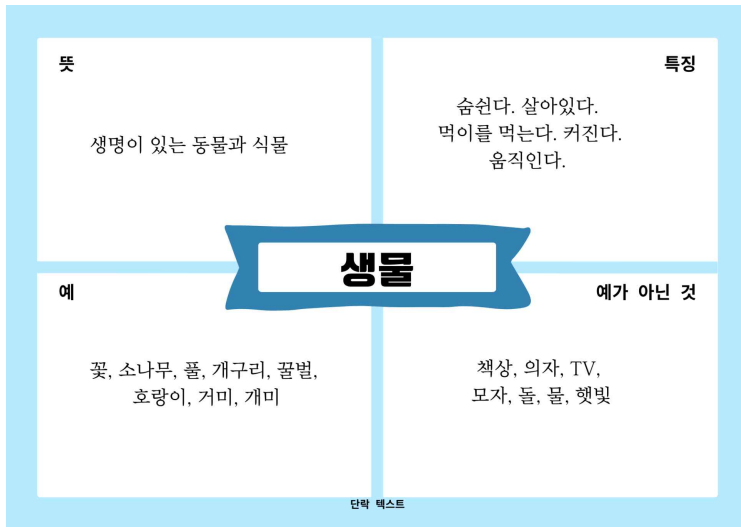 뜻
생명이 있는 동물과 식물
특징
숨쉰다. 살아있다.
먹이를 먹는다. 커진다.
움직인다.
생물
예
꽃, 소나무, 풀, 개구리, 꿀벌,
호랑이, 거미, 개미
예가 아닌 것
책상, 의자, TV,
모자, 돌, 물, 햇빛
단락 텍스트